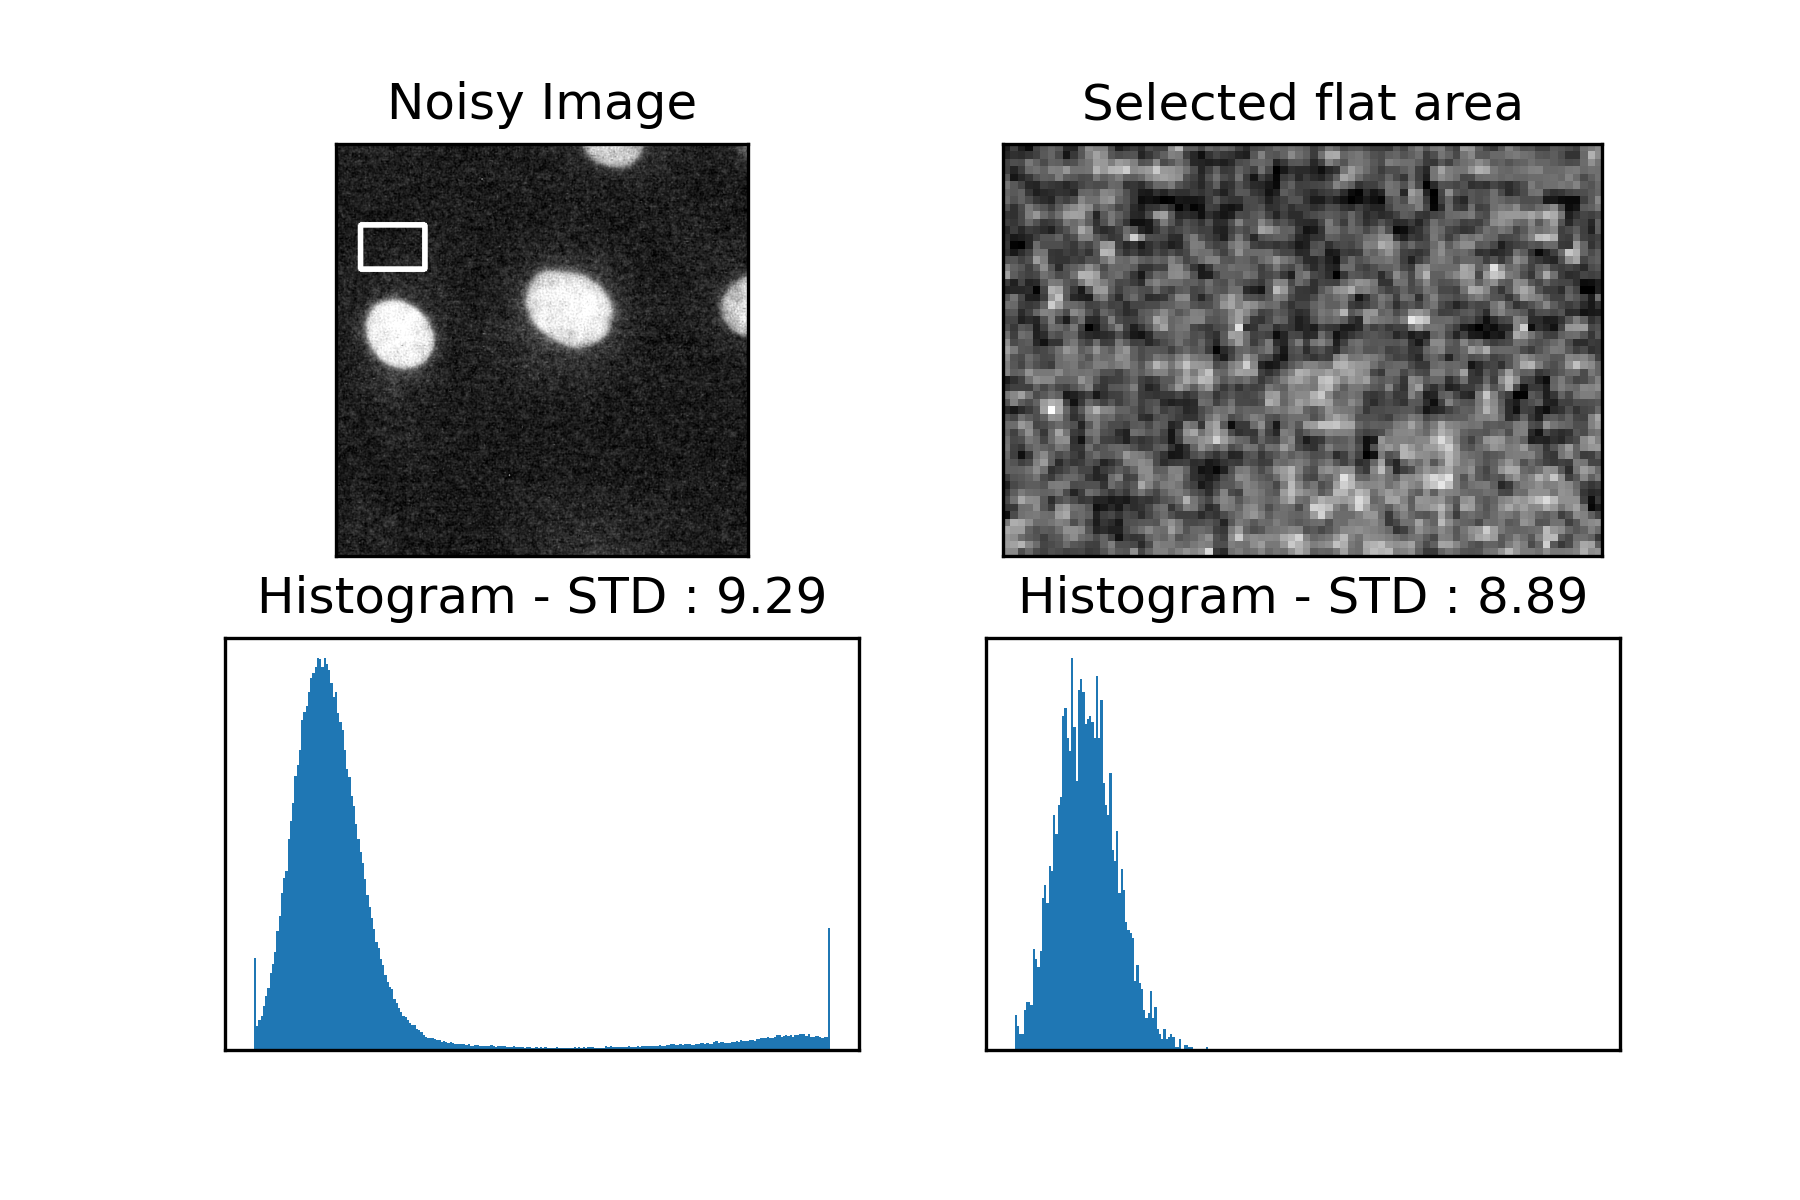 Noisy Image
Selected flat area
Histogram - STD : 9.29
Histogram - STD : 8.89